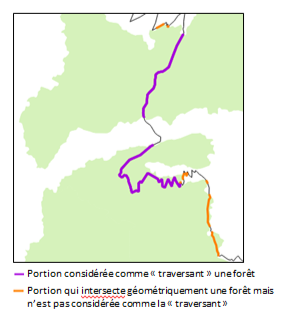 Portion considérée comme « traversant » une forêt
Portion qui intersecte géométriquement une forêt mais
n’est pas considérée comme la « traversant »